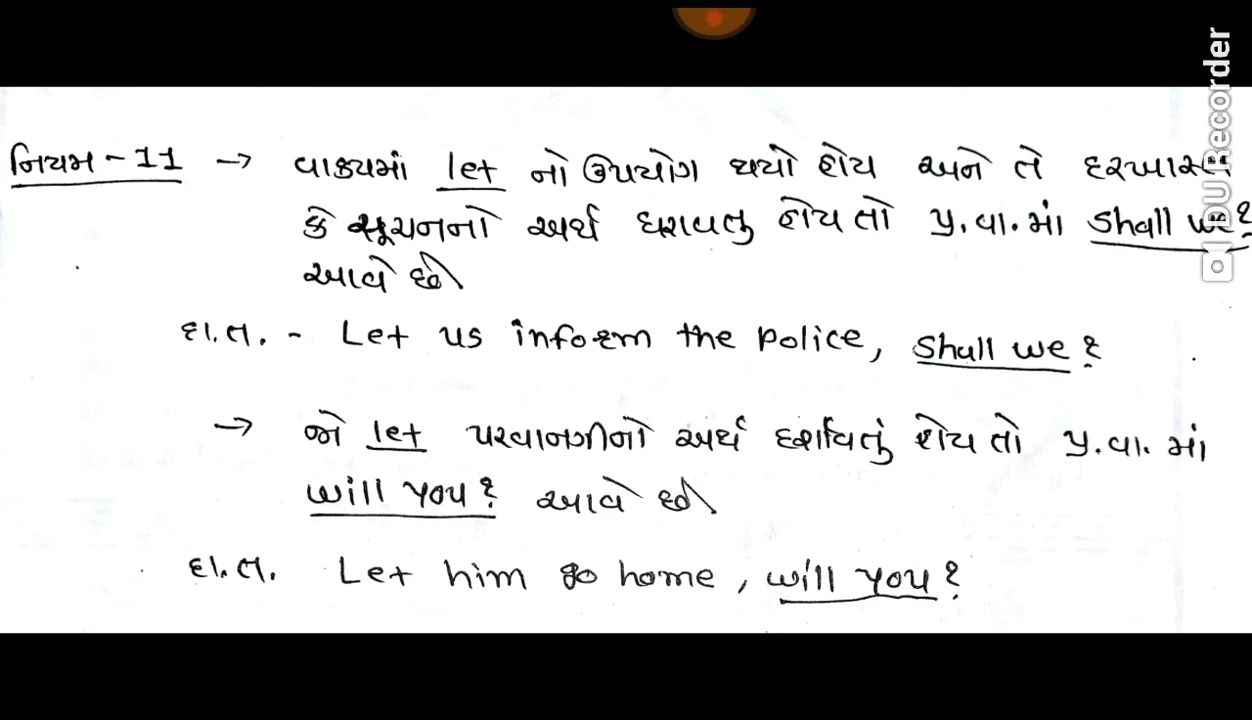 નિયમ - 11 → વાક્યમાં let નો ઉપયોગ થયો હોય અને તે દરખાસ્ત
કે સૂચનનો અર્થ ધરાવતુ હોય તો પ્ર.વા.માં shall we?
આવે છે
દા.ત. - Let us inform the police, shall we?
→ જો let પરવાનગીનો અર્થ દર્શાવતું હોય તો પ્ર.વા. માં
will you? આવે છે
દા.ત. Let him go home, will you?
DU Recorder